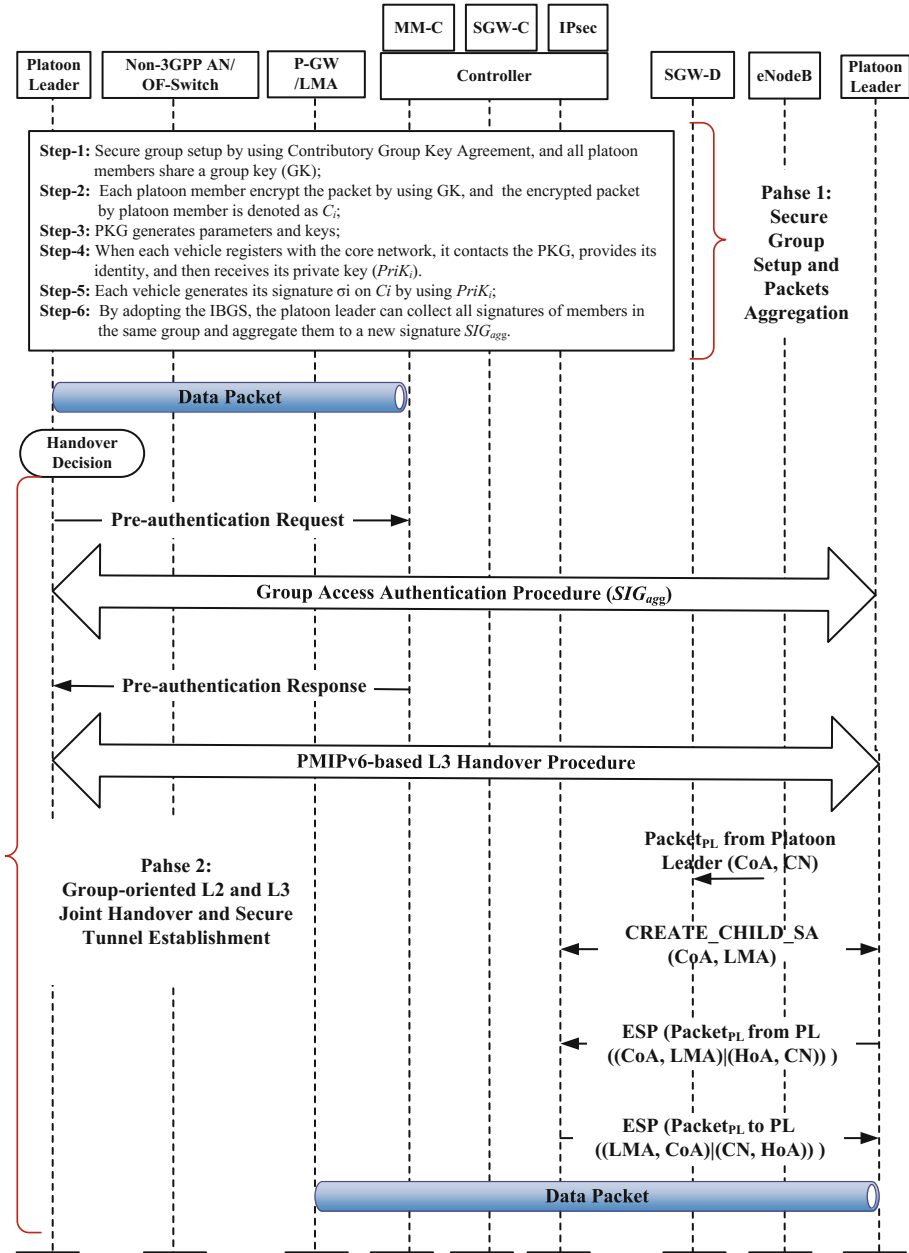 MM-C
SGW-C
IPsec
Platoon
Leader
Non-3GPP AN/
OF-Switch
P-GW
/LMA
Controller
SGW-D
eNodeB
Platoon
Leader
Step-1: Secure group setup by using Contributory Group Key Agreement, and all platoon
members share a group key (GK);
Step-2: Each platoon member encrypt the packet by using GK, and the encrypted packet
by platoon member is denoted as Ci;
Step-3: PKG generates parameters and keys;
Step-4: When each vehicle registers with the core network, it contacts the PKG, provides its
identity, and then receives its private key (PriKi).
Step-5: Each vehicle generates its signature σi on Ci by using PriKi;
Step-6: By adopting the IBGS, the platoon leader can collect all signatures of members in
the same group and aggregate them to a new signature SIGagg.
Pahse 1:
Secure
Group
Setup and
Packets
Aggregation
Data Packet
Handover
Decision
Pre-authentication Request
Group Access Authentication Procedure (SIGagg)
Pre-authentication Response
PMIPv6-based L3 Handover Procedure
Pahse 2:
Group-oriented L2 and L3
Joint Handover and Secure
Tunnel Establishment
PacketPL from Platoon
Leader (CoA, CN)
CREATE_CHILD_SA
(CoA, LMA)
ESP (PacketPL from PL
((CoA, LMA)|(HoA, CN)) )
ESP (PacketPL to PL
((LMA, CoA)|(CN, HoA)) )
Data Packet